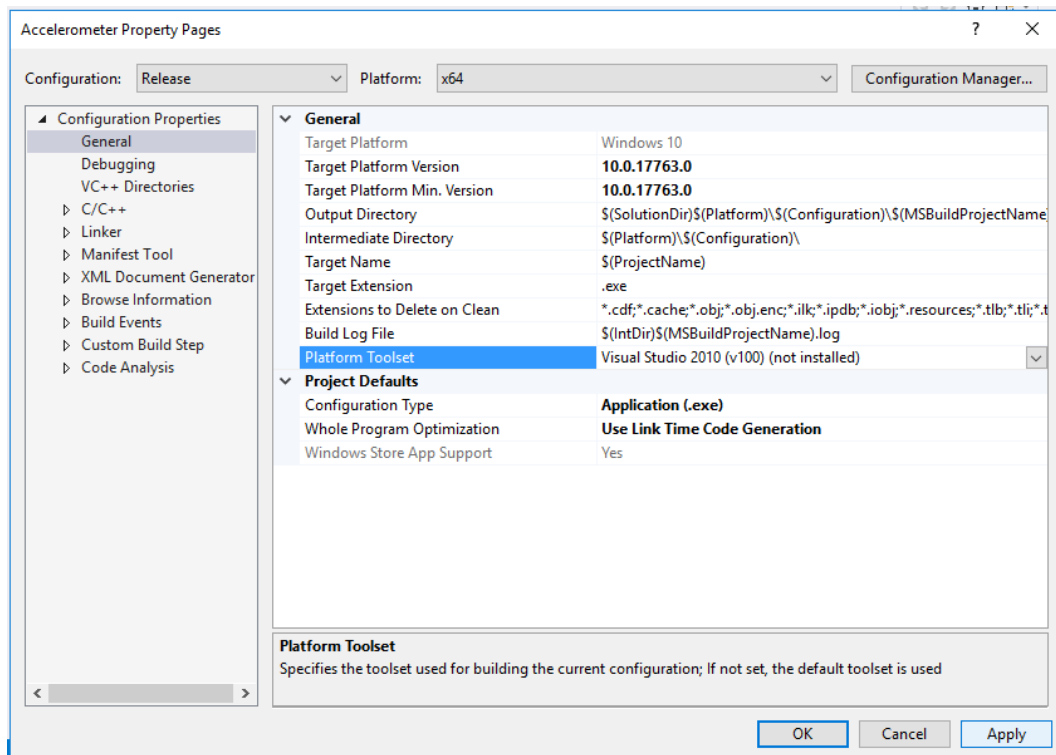 Accelerometer Property Pages
?
Configuration: Release Platform: x64 Configuration Manager...
Configuration Properties
General
Debugging
VC++ Directories
C/C++
Linker
Manifest Tool
XML Document Generator
Browse Information
Build Events
Custom Build Step
Code Analysis
General
Target Platform Windows 10
Target Platform Version 10.0.17763.0
Target Platform Min. Version 10.0.17763.0
Output Directory $(SolutionDir)$(Platform)\$(Configuration)\$(MSBuildProjectName)
Intermediate Directory $(Platform)\$(Configuration)\
Target Name $(ProjectName)
Target Extension .exe
Extensions to Delete on Clean *.cdf;*.cache;*.obj;*.obj.enc;*.ilk;*.ipdb;*.iobj;*.resources;*.tlb;*.tli;*.t
Build Log File $(IntDir)$(MSBuildProjectName).log
Platform Toolset Visual Studio 2010 (v100) (not installed)
Project Defaults
Configuration Type Application (.exe)
Whole Program Optimization Use Link Time Code Generation
Windows Store App Support Yes
Platform Toolset
Specifies the toolset used for building the current configuration; If not set, the default toolset is used
OK Cancel Apply